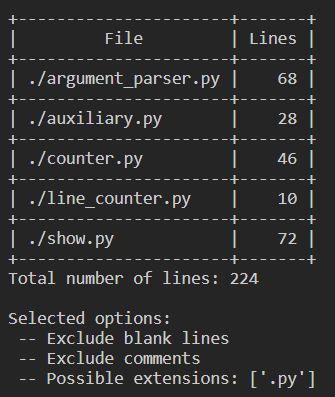 +---------------------+-------+
|         File        | Lines |
+---------------------+-------+
| ./argument_parser.py |    68 |
+---------------------+-------+
| ./auxiliary.py      |    28 |
+---------------------+-------+
| ./counter.py        |    46 |
+---------------------+-------+
| ./line_counter.py   |    10 |
+---------------------+-------+
| ./show.py           |    72 |
+---------------------+-------+
Total number of lines: 224
Selected options:
 -- Exclude blank lines
 -- Exclude comments
 -- Possible extensions: ['.py']